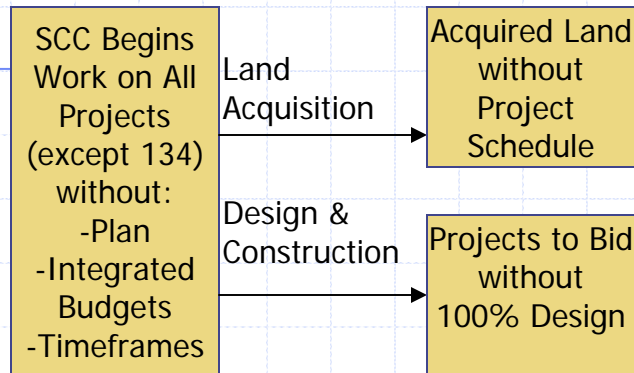 SCC Begins
Work on All
Projects
(except 134)
without:
-Plan
-Integrated
Budgets
-Timeframes
Land
Acquisition
Design &
Construction
Acquired Land
without
Project
Schedule
Projects to Bid
without
100% Design